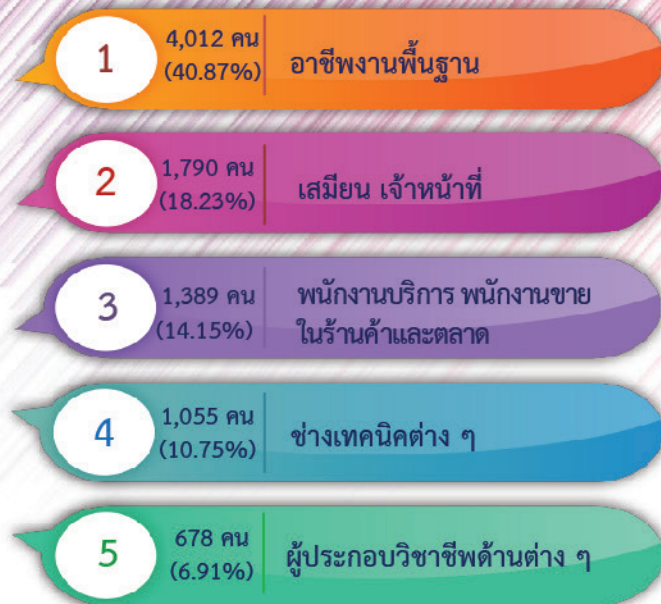 1
4,012 คน
(40.87%)
อาชีพงานพื้นฐาน
2
1,790 คน
(18.23%)
เสมียน เจ้าหน้าที่
3
1,389 คน
(14.15%)
พนักงานบริการ พนักงานขาย
ในร้านค้าและตลาด
4
1,055 คน
(10.75%)
ช่างเทคนิคต่าง ๆ
5
678 คน
(6.91%)
ผู้ประกอบวิชาชีพด้านต่าง ๆ